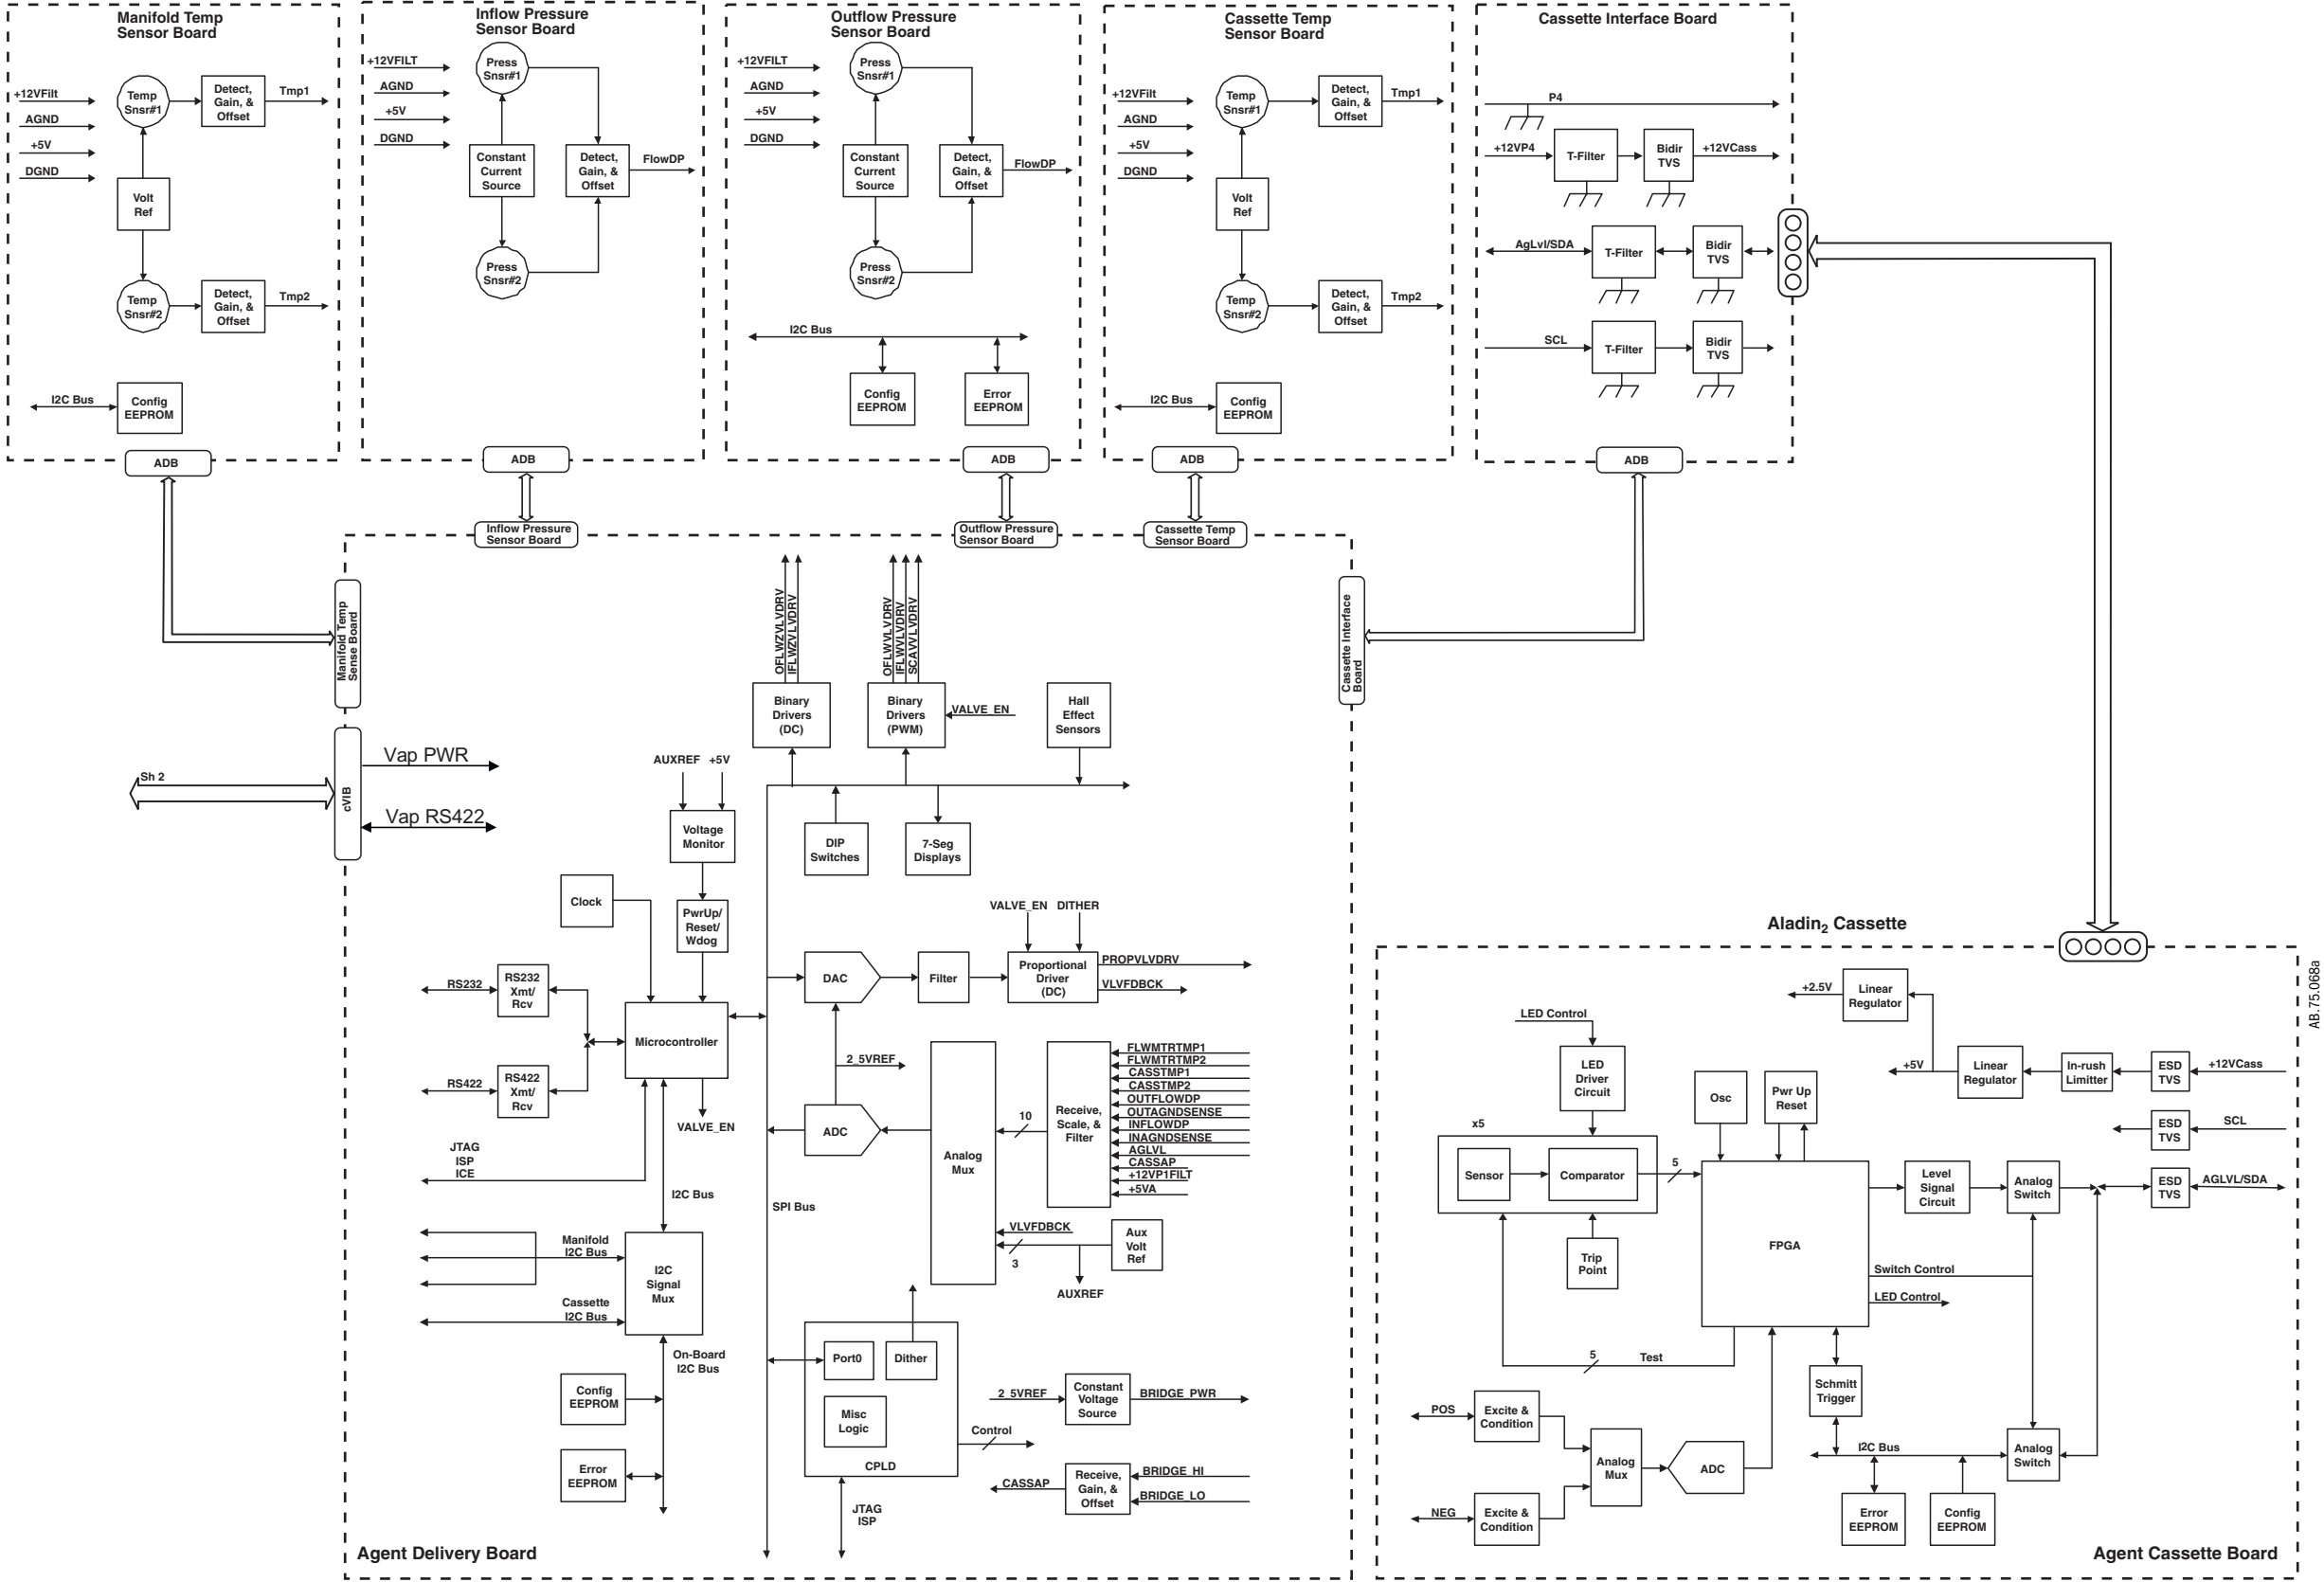 Manifold Temp
Sensor Board
+12VFilt
AGND
+5V
DGND
Temp
Snsr#1
Detect,
Gain, &
Offset
Tmp1
Volt
Ref
Temp
Snsr#2
Detect,
Gain, &
Offset
Tmp2
I2C Bus
Config
EEPROM
ADB
Inflow Pressure
Sensor Board
+12VFILT
AGND
+5V
DGND
Press
Snsr#1
Constant
Current
Source
Detect,
Gain, &
Offset
FlowDP
Press
Snsr#2
ADB
Outflow Pressure
Sensor Board
+12VFILT
AGND
+5V
DGND
Press
Snsr#1
Constant
Current
Source
Detect,
Gain, &
Offset
FlowDP
Press
Snsr#2
I2C Bus
Config
EEPROM
Error
EEPROM
ADB
Cassette Temp
Sensor Board
+12VFilt
AGND
+5V
DGND
Temp
Snsr#1
Detect,
Gain, &
Offset
Tmp1
Volt
Ref
Temp
Snsr#2
Detect,
Gain, &
Offset
Tmp2
I2C Bus
Config
EEPROM
ADB
Cassette Interface Board
P4
+12VP4
T-Filter
Bidir
TVS
+12VCass
AgLvl/SDA
T-Filter
Bidir
TVS
SCL
T-Filter
Bidir
TVS
ADB
Inflow Pressure
Sensor Board
Outflow Pressure
Sensor Board
Cassette Temp
Sensor Board
Manifold Temp
Sense Board
Cassette Interface
Board
cVIB
Sh 2
Vap PWR
Vap RS422
OFLWZVLVDRV
IFLWZVLVDRV
OFLWVLVDRV
IFLWVLVDRV
SCAVVLVDRV
Binary
Drivers
(DC)
Binary
Drivers
(PWM)
VALVE_EN
Hall
Effect
Sensors
AUXREF +5V
Voltage
Monitor
DIP
Switches
7-Seg
Displays
Clock
PwrUp/
Reset/
Wdog
VALVE_EN DITHER
DAC
Filter
Proportional
Driver
(DC)
PROPVLVDRV
VLVFDBCK
RS232
RS232
Xmt/
Rcv
Microcontroller
RS422
RS422
Xmt/
Rcv
VALVE_EN
2_5VREF
ADC
Analog
Mux
10
Receive,
Scale, &
Filter
FLWMTRTMP1
FLWMTRTMP2
CASSTMP1
CASSTMP2
OUTFLOWDP
OUTAGNDSENSE
INFLOWDP
INAGNDSENSE
AGLVL
CASSAP
+12VP1FILT
+5VA
JTAG
ISP
ICE
I2C Bus
SPI Bus
VLVFDBCK
3
Aux
Volt
Ref
AUXREF
Manifold
I2C Bus
I2C
Signal
Mux
Cassette
I2C Bus
On-Board
I2C Bus
Config
EEPROM
Error
EEPROM
Port0
Dither
Misc
Logic
CPLD
Control
JTAG
ISP
2_5VREF
Constant
Voltage
Source
BRIDGE_PWR
CASSAP
Receive,
Gain, &
Offset
BRIDGE_HI
BRIDGE_LO
Agent Delivery Board
Aladin2 Cassette
+2.5V
Linear
Regulator
LED Control
LED
Driver
Circuit
+5V
Linear
Regulator
In-rush
Limitter
ESD
TVS
+12VCass
Osc
Pwr Up
Reset
ESD
TVS
SCL
x5
Sensor
Comparator
5
FPGA
Level
Signal
Circuit
Analog
Switch
ESD
TVS
AGLVL/SDA
Trip
Point
Switch Control
LED Control
5
Test
Schmitt
Trigger
POS
Excite &
Condition
Analog
Mux
ADC
I2C Bus
Analog
Switch
NEG
Excite &
Condition
Error
EEPROM
Config
EEPROM
Agent Cassette Board
AB.75.068a